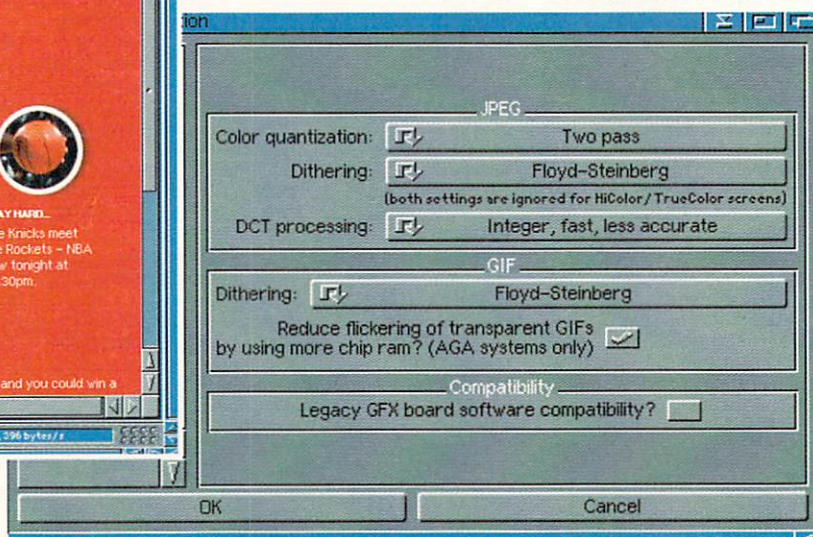 tion
JPEG
Color quantization: Two pass
Dithering: Floyd-Steinberg
(both settings are ignored for HiColor/TrueColor screens)
DCT processing: Integer, fast, less accurate
GIF
Dithering: Floyd-Steinberg
Reduce flickering of transparent GIFs
by using more chip ram? (AGA systems only)
Compatibility
Legacy GFX board software compatibility?
OK
Cancel
AY HARD...
e Knicks meet
e Rockets – NBA
w tonight at
30pm.
and you could win a
396 bytes/s